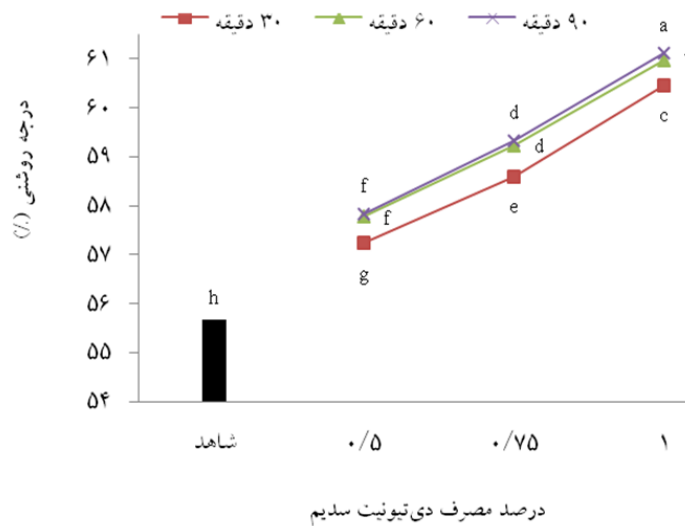 ۳۰ دقیقه ۶۰ دقیقه ۹۰ دقیقه
درجه روشنی (٪)
۶۱
۶۰
۵۹
۵۸
۵۷
۵۶
۵۵
۵۴
h
f
f
g
d
d
e
a
c
شاهد ۰/۵ ۰/۷۵ ۱
درصد مصرف دی‌تیونیت سدیم